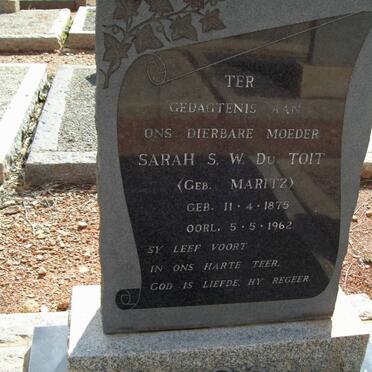 TER
GEDAGTENIS AAN
ONS DIERBARE MOEDER
SARAH S. W. DU TOIT
(GEB. MARITZ)
GEB. 11 · 4 · 1875
OORL. 5 · 5 · 1962
SY LEEF VOORT
IN ONS HARTE TEER.
GOD IS LIEFDE, HY REGEER.